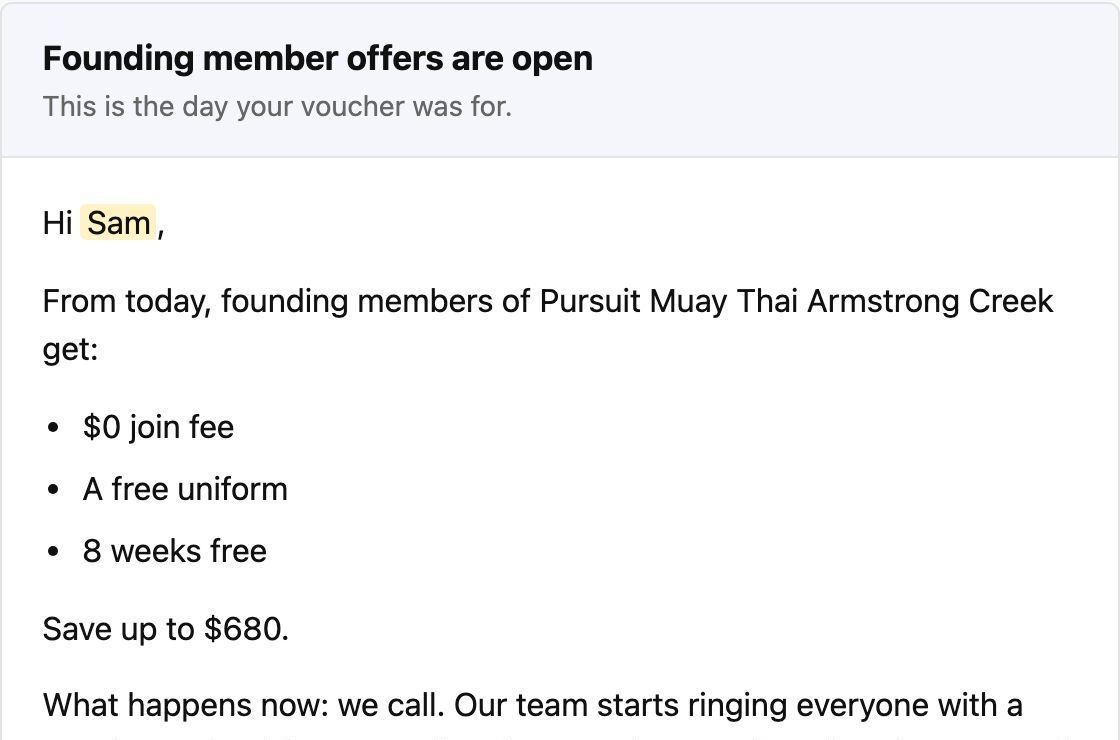 Founding member offers are open
This is the day your voucher was for.
Hi Sam,
From today, founding members of Pursuit Muay Thai Armstrong Creek
get:
• $0 join fee
• A free uniform
• 8 weeks free
Save up to $680.
What happens now: we call. Our team starts ringing everyone with a